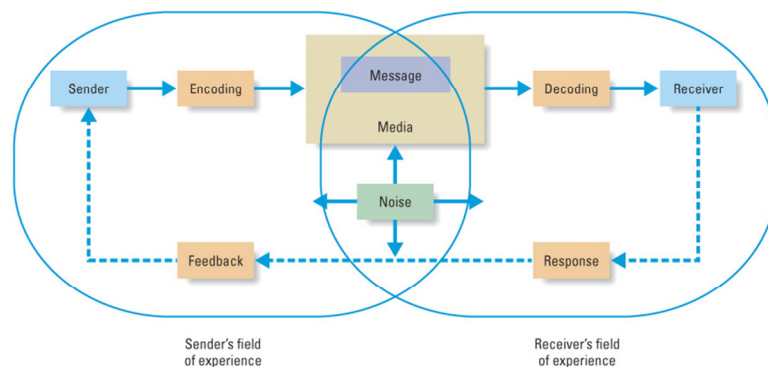 Message
Sender
Encoding
Decoding
Receiver
Media
Noise
Feedback
Response
Sender's field
of experience
Receiver's field
of experience